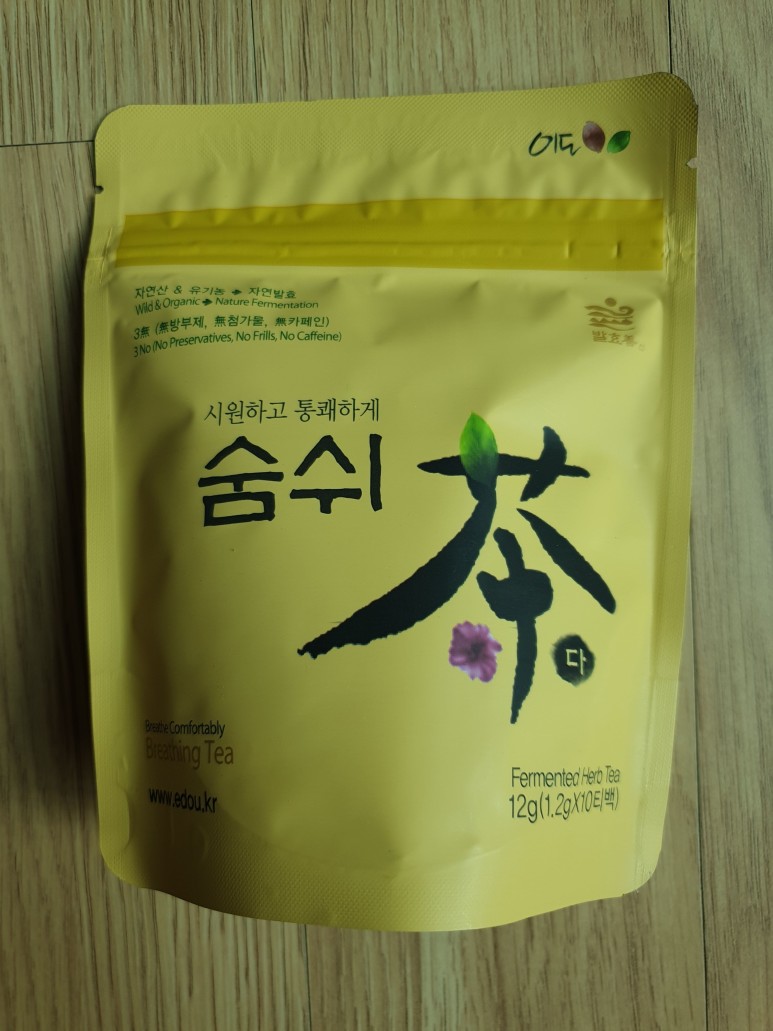 이도
자연산 & 유기농 → 자연발효
Wild & Organic → Nature Fermentation
3無 (無방부제, 無첨가물, 無카페인)
3 No (No Preservatives, No Frills, No Caffeine)
발효
시원하고 통쾌하게
숨쉬
茶
다
Breathe Comfortably
Breathing Tea
www.edou.kr
Fermented Herb Tea
12g(1.2gX10티백)